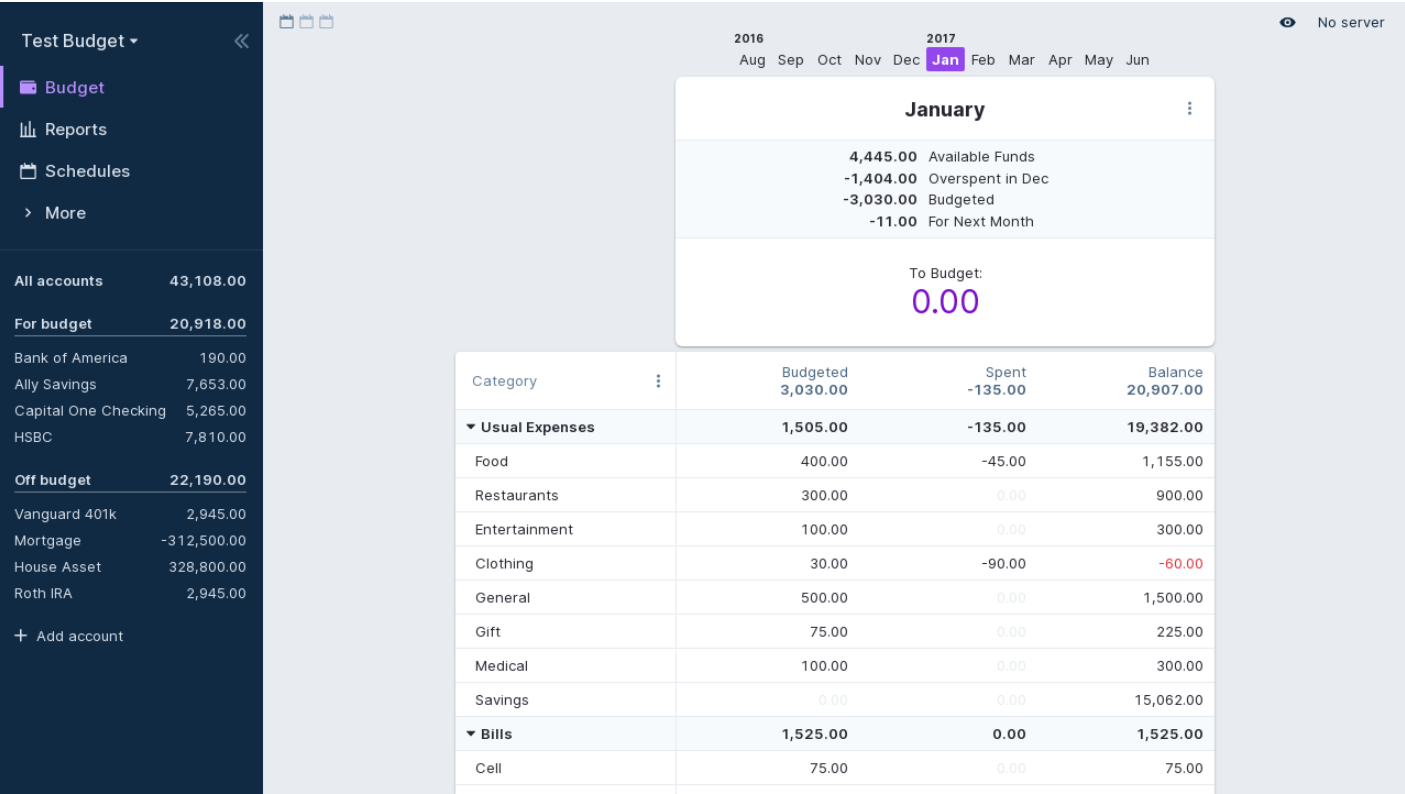 Test Budget
Budget
Reports
Schedules
More
All accounts 43,108.00
For budget 20,918.00
Bank of America 190.00
Ally Savings 7,653.00
Capital One Checking 5,265.00
HSBC 7,810.00
Off budget 22,190.00
Vanguard 401k 2,945.00
Mortgage -312,500.00
House Asset 328,800.00
Roth IRA 2,945.00
Add account
No server
2016 2017
Aug Sep Oct Nov Dec Jan Feb Mar Apr May Jun
January
4,445.00 Available Funds
-1,404.00 Overspent in Dec
-3,030.00 Budgeted
-11.00 For Next Month
To Budget:
0.00
Category Budgeted Spent Balance
3,030.00 -135.00 20,907.00
Usual Expenses 1,505.00 -135.00 19,382.00
Food 400.00 -45.00 1,155.00
Restaurants 300.00 0.00 900.00
Entertainment 100.00 0.00 300.00
Clothing 30.00 -90.00 -60.00
General 500.00 0.00 1,500.00
Gift 75.00 0.00 225.00
Medical 100.00 0.00 300.00
Savings 0.00 0.00 15,062.00
Bills 1,525.00 0.00 1,525.00
Cell 75.00 0.00 75.00